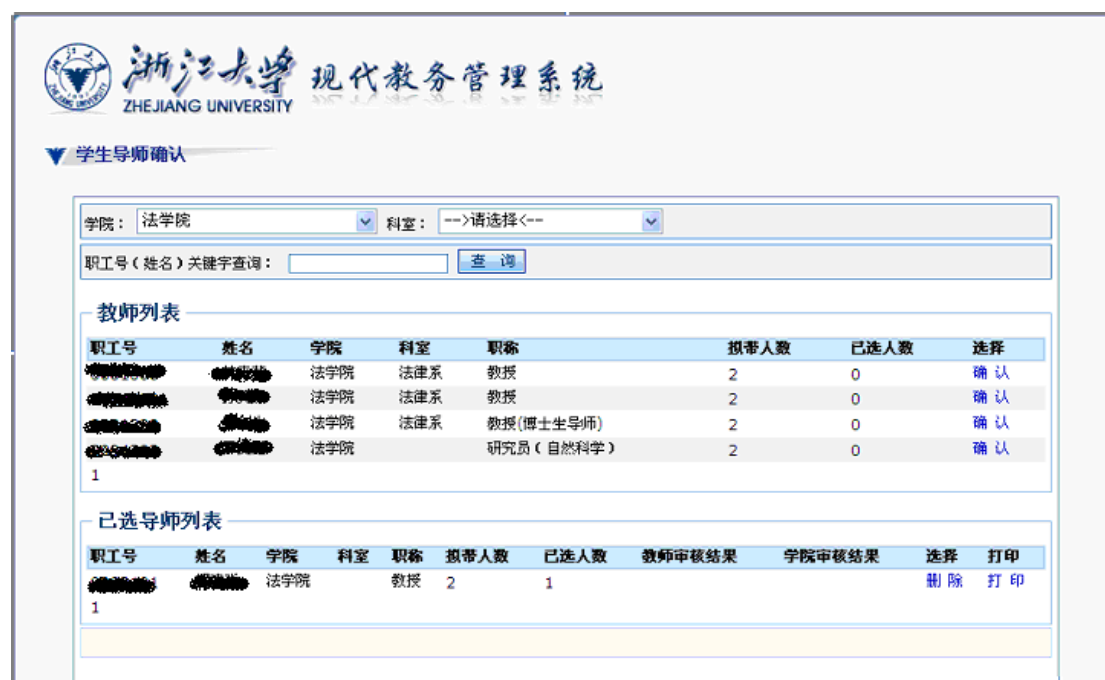 浙江大学 现代教务管理系统
ZHEJIANG UNIVERSITY
学生导师确认
学院： 法学院 科室： -->请选择<--
职工号（姓名）关键字查询： 查 询
教师列表
职工号 姓名 学院 科室 职称 拟带人数 已选人数 选择
法学院 法律系 教授 2 0 确 认
法学院 法律系 教授 2 0 确 认
法学院 法律系 教授(博士生导师) 2 0 确 认
法学院 研究员（自然科学） 2 0 确 认
1
已选导师列表
职工号 姓名 学院 科室 职称 拟带人数 已选人数 教师审核结果 学院审核结果 选择 打印
法学院 教授 2 1 删 除 打 印
1